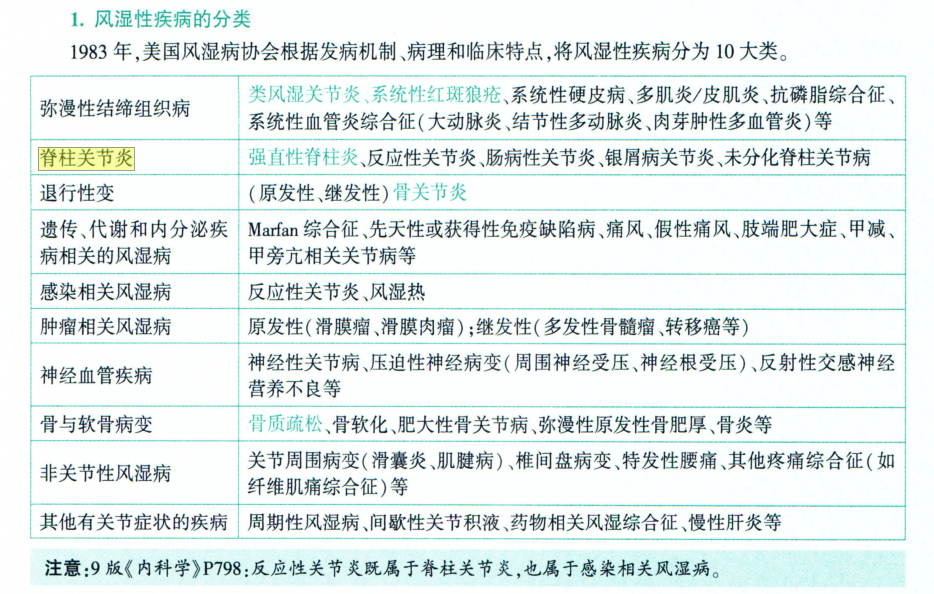 1. 风湿性疾病的分类
1983 年,美国风湿病协会根据发病机制、病理和临床特点,将风湿性疾病分为 10 大类。
弥漫性结缔组织病
类风湿关节炎、系统性红斑狼疮、系统性硬皮病、多肌炎/皮肌炎、抗磷脂综合征、
系统性血管炎综合征(大动脉炎、结节性多动脉炎、肉芽肿性多血管炎)等
脊柱关节炎
强直性脊柱炎、反应性关节炎、肠病性关节炎、银屑病关节炎、未分化脊柱关节病
退行性变
(原发性、继发性)骨关节炎
遗传、代谢和内分泌疾
病相关的风湿病
Marfan 综合征、先天性或获得性免疫缺陷病、痛风、假性痛风、肢端肥大症、甲减、
甲旁亢相关关节病等
感染相关风湿病
反应性关节炎、风湿热
肿瘤相关风湿病
原发性(滑膜瘤、滑膜肉瘤);继发性(多发性骨髓瘤、转移癌等)
神经血管疾病
神经性关节病、压迫性神经病变(周围神经受压、神经根受压)、反射性交感神经
营养不良等
骨与软骨病变
骨质疏松、骨软化、肥大性骨关节病、弥漫性原发性骨肥厚、骨炎等
非关节性风湿病
关节周围病变(滑囊炎、肌腱病)、椎间盘病变、特发性腰痛、其他疼痛综合征(如
纤维肌痛综合征)等
其他有关节症状的疾病
周期性风湿病、间歇性关节积液、药物相关风湿综合征、慢性肝炎等
注意:9 版《内科学》P798:反应性关节炎既属于脊柱关节炎,也属于感染相关风湿病。